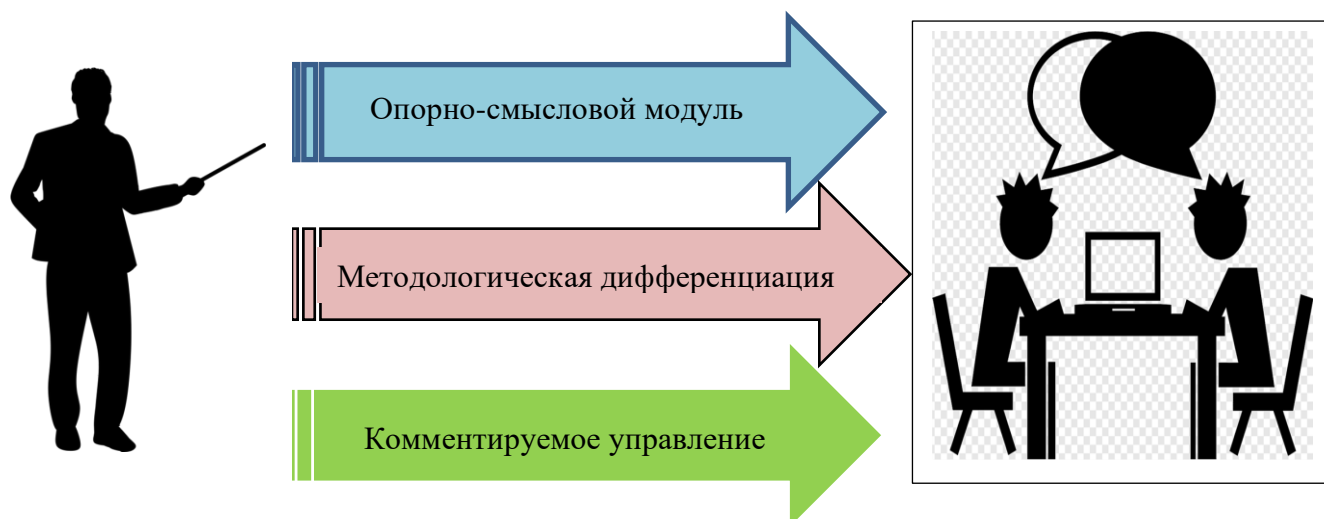 Опорно-смысловой модуль
Методологическая дифференциация
Комментируемое управление